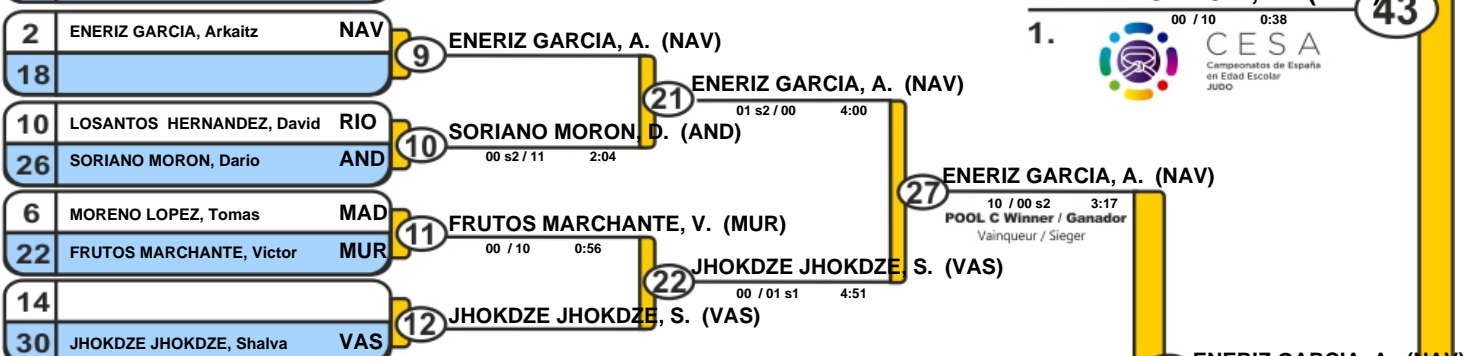 00 / 10 0:38
43
1.
CESA
Campeonatos de España
en Edad Escolar
JUDO
2 ENERIZ GARCIA, Arkaitz NAV
18
9 ENERIZ GARCIA, A. (NAV)
21 ENERIZ GARCIA, A. (NAV)
01 s2 / 00 4:00
10 LOSANTOS HERNANDEZ, David RIO
26 SORIANO MORON, Dario AND
10 SORIANO MORON, D. (AND)
00 s2 / 11 2:04
27 ENERIZ GARCIA, A. (NAV)
10 / 00 s2 3:17
POOL C Winner / Ganador
Vainqueur / Sieger
6 MORENO LOPEZ, Tomas MAD
22 FRUTOS MARCHANTE, Victor MUR
11 FRUTOS MARCHANTE, V. (MUR)
00 / 10 0:56
22 JHOKDZE JHOKDZE, S. (VAS)
00 / 01 s1 4:51
14
30 JHOKDZE JHOKDZE, Shalva VAS
12 JHOKDZE JHOKDZE, S. (VAS)
ENERIZ GARCIA, A. (NAV)